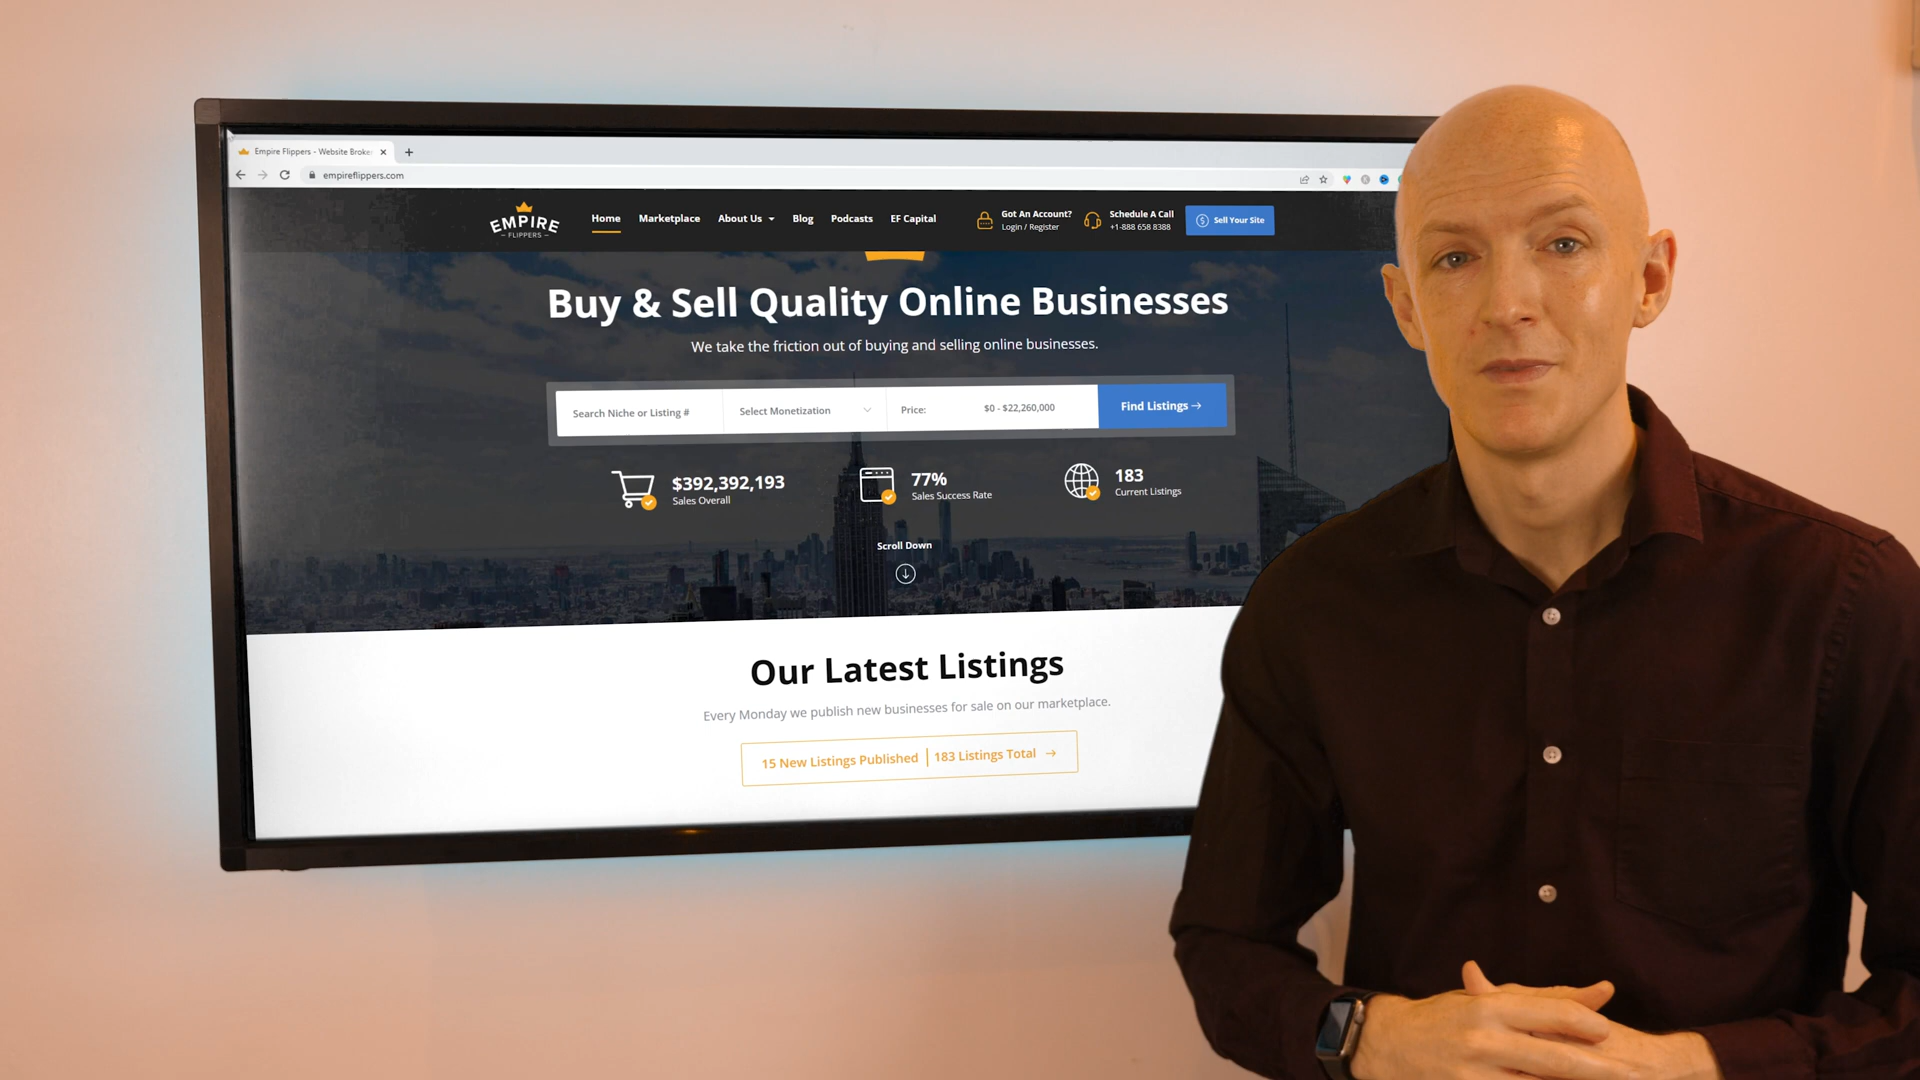 Empire Flippers - Website Broke
empireflippers.com
EMPIRE
FLIPPERS
Home Marketplace About Us Blog Podcasts EF Capital
Got An Account?
Login / Register
Schedule A Call
+1-888 658 8388
Sell Your Site
Buy & Sell Quality Online Businesses
We take the friction out of buying and selling online businesses.
Search Niche or Listing # Select Monetization Price: $0 - $22,260,000 Find Listings →
$392,392,193
Sales Overall
77%
Sales Success Rate
183
Current Listings
Scroll Down
Our Latest Listings
Every Monday we publish new businesses for sale on our marketplace.
15 New Listings Published | 183 Listings Total →